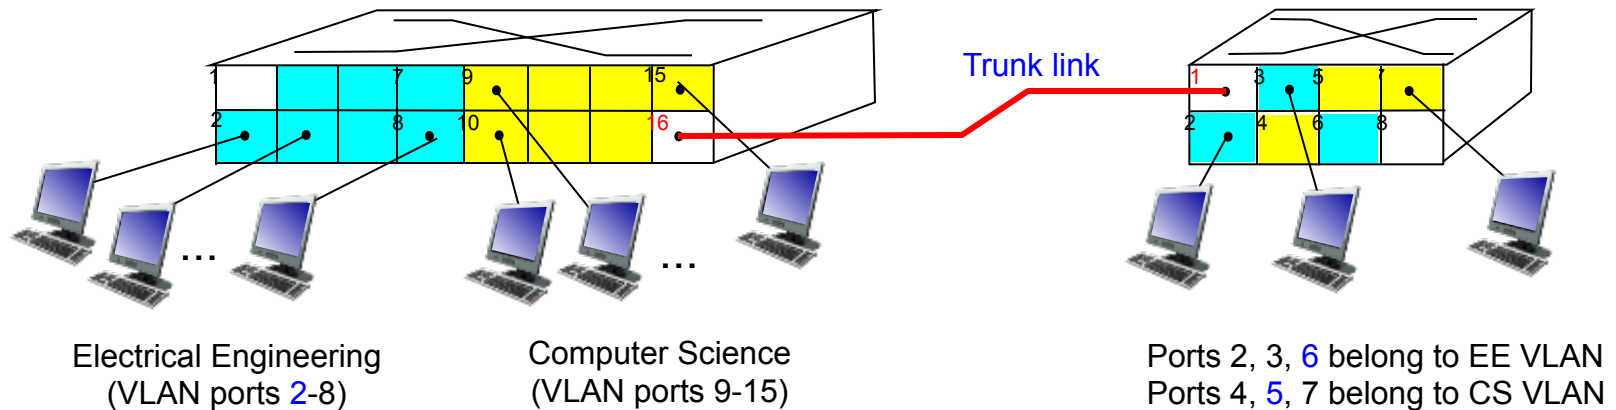 Trunk link
1 7 9 15
2 8 10 16
1 3 5 7
2 4 6 8
... ...
Electrical Engineering
(VLAN ports 2-8)
Computer Science
(VLAN ports 9-15)
Ports 2, 3, 6 belong to EE VLAN
Ports 4, 5, 7 belong to CS VLAN